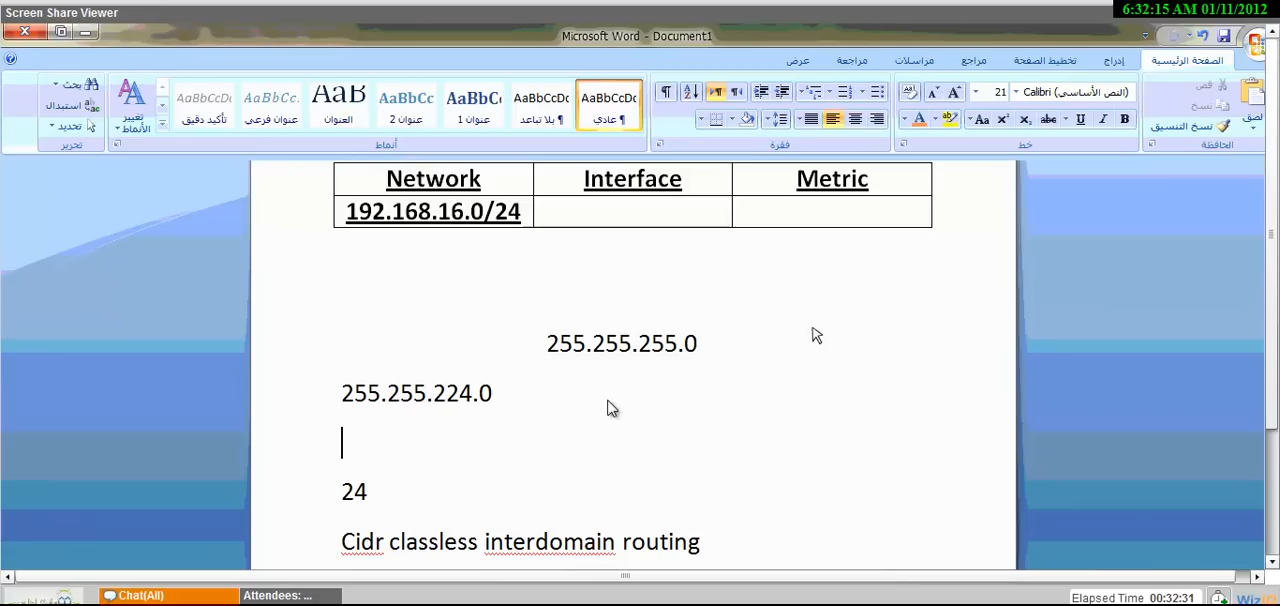 6:32:15 AM 01/11/2012
Screen Share Viewer
Microsoft Word - Document1
الصفحة الرئيسية إدراج تخطيط الصفحة مراجع مراسلات مراجعة عرض
قص
نسخ
نسخ التنسيق
لصق
الحافظة
Calibri (النص الأساسي) 21
خط
فقرة
AaBbCcDc AaBbCcDc AaBbCc AaBbCc AaB AaBbCc. AaBbCcDc
عادي ¶ بلا تباعد ¶ عنوان 1 عنوان 2 العنوان عنوان فرعي تأكيد دقيق
أنماط
تغيير الأنماط
بحث
استبدال
تحديد
تحرير
Network Interface Metric
192.168.16.0/24
255.255.255.0
255.255.224.0
24
Cidr classless interdomain routing
Chat(All) Attendees: ... Elapsed Time 00:32:31